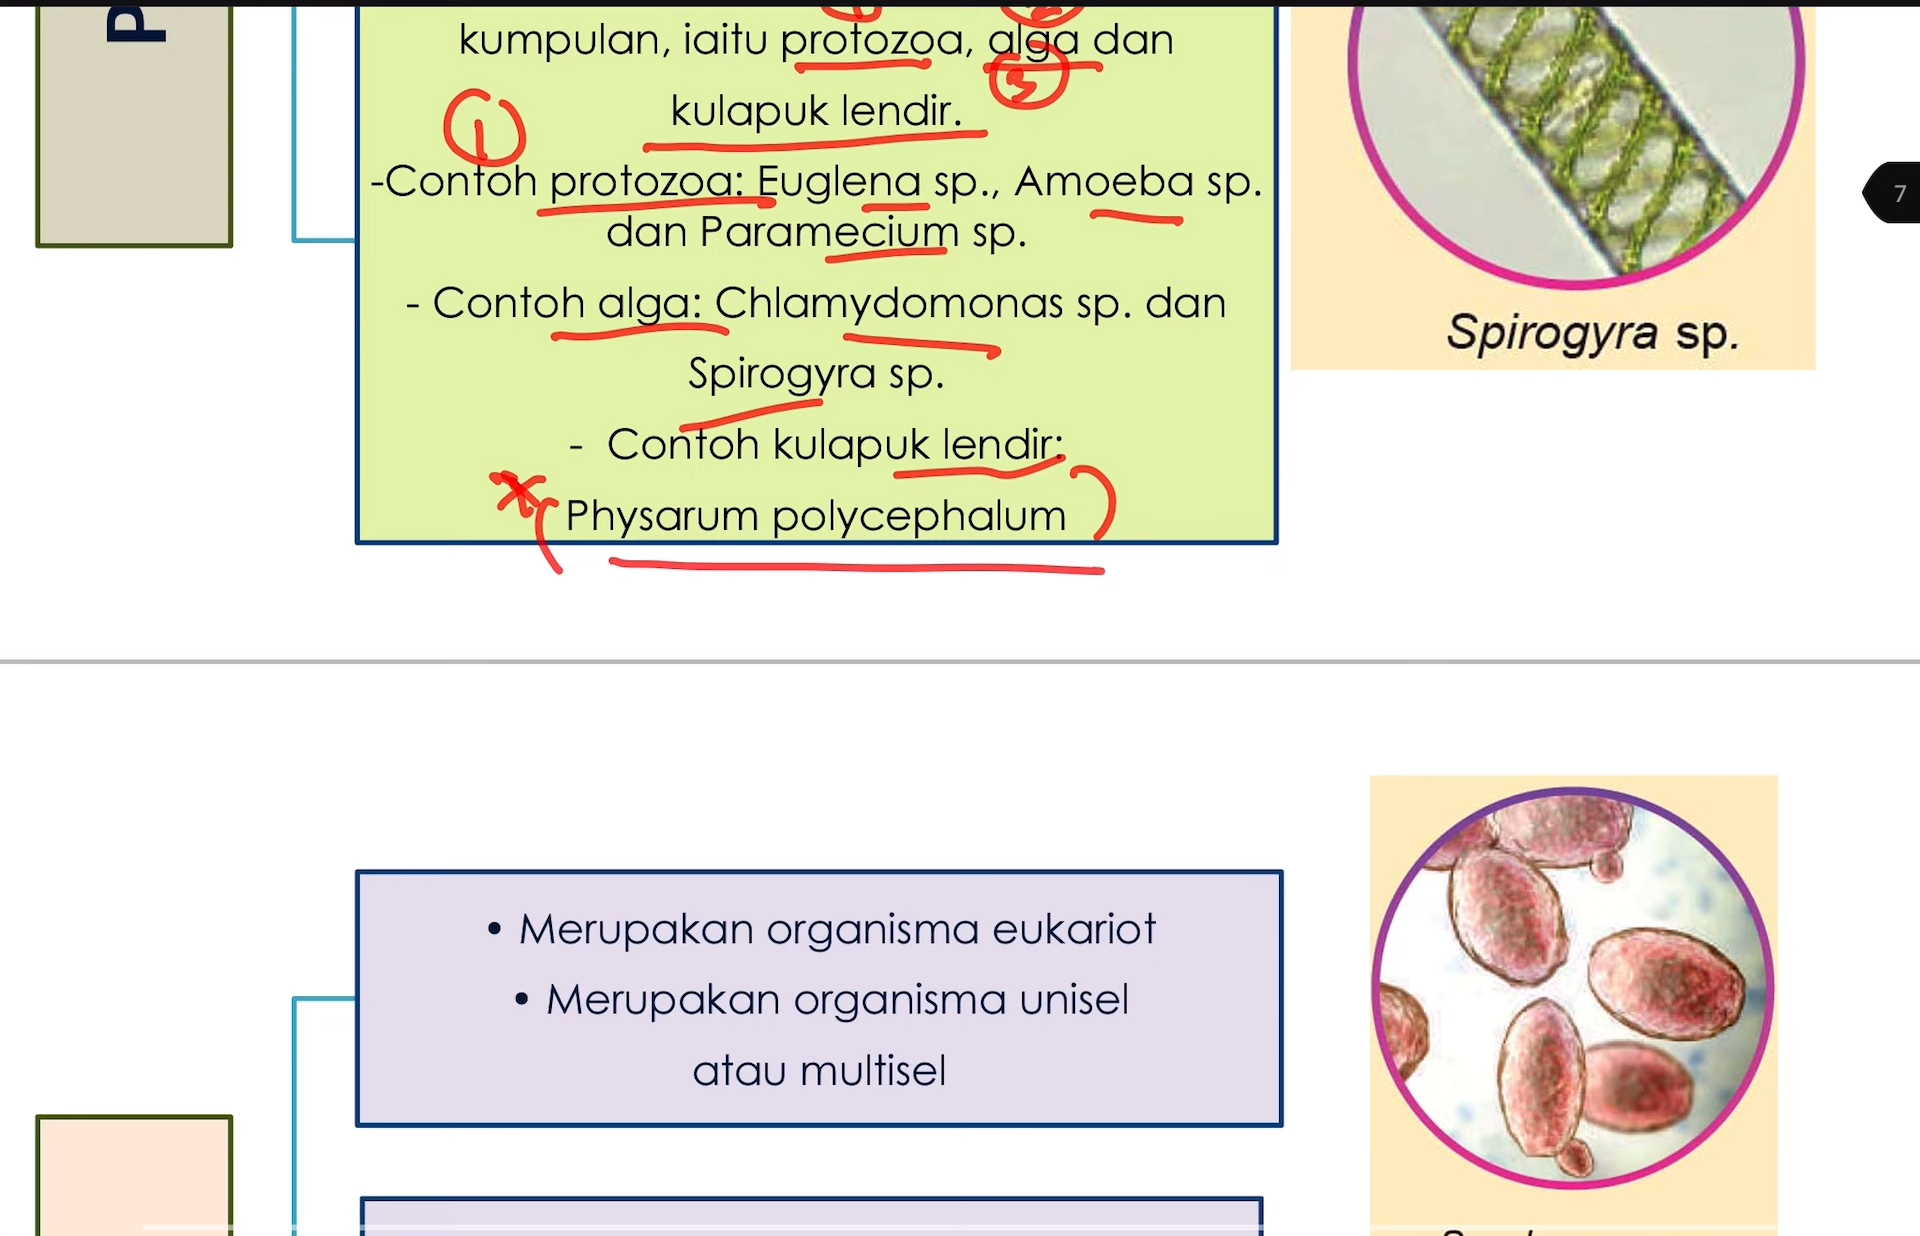 P
kumpulan, iaitu protozoa, alga dan
3
kulapuk lendir.
1
-Contoh protozoa: Euglena sp., Amoeba sp.
dan Paramecium sp.
- Contoh alga: Chlamydomonas sp. dan
Spirogyra sp.
- Contoh kulapuk lendir:
Physarum polycephalum
Spirogyra sp.
7
• Merupakan organisma eukariot
• Merupakan organisma unisel
atau multisel